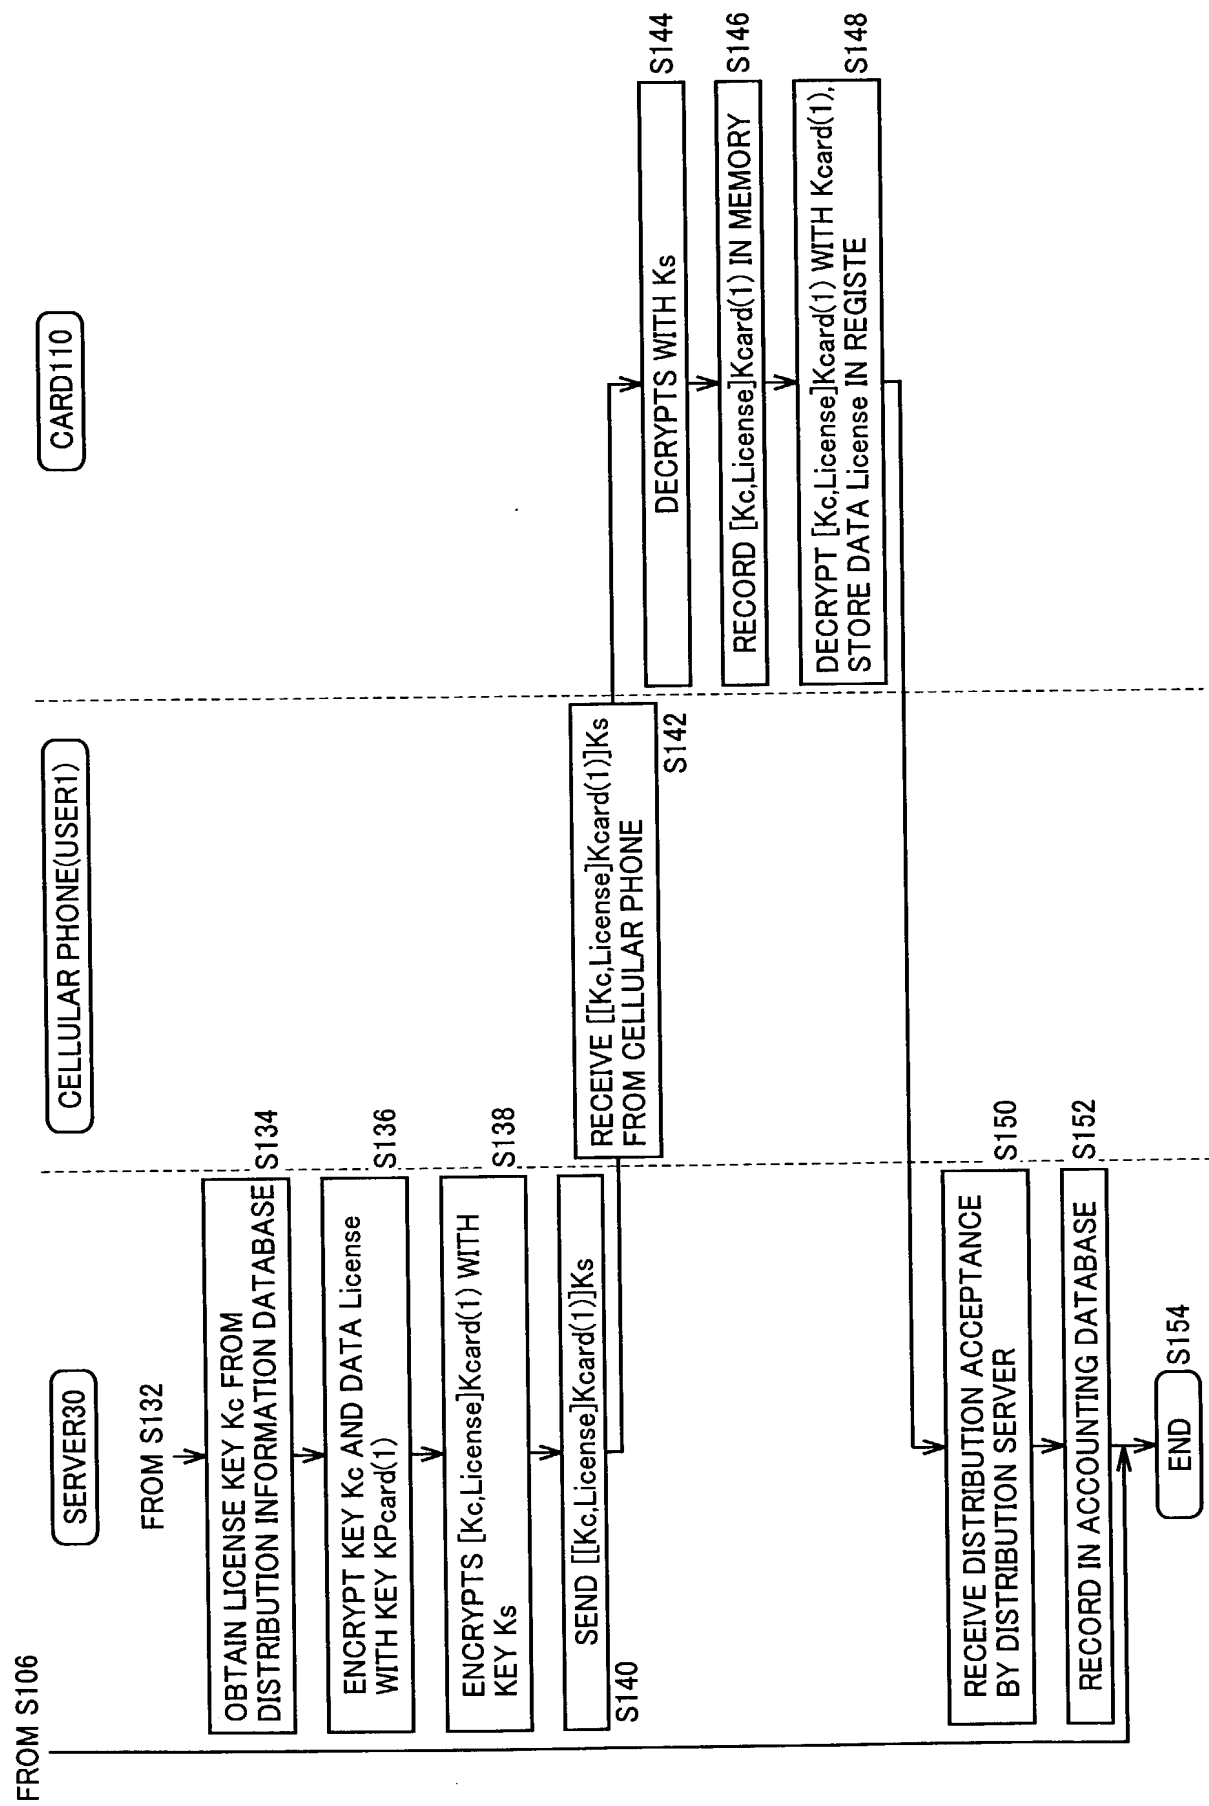 FROM S106
SERVER30
CELLULAR PHONE(USER1)
CARD110
FROM S132
OBTAIN LICENSE KEY Kc FROM
DISTRIBUTION INFORMATION DATABASE
S134
ENCRYPT KEY Kc AND DATA License
WITH KEY KPcard(1)
S136
ENCRYPTS [Kc,License]Kcard(1) WITH
KEY Ks
S138
SEND [[Kc,License]Kcard(1)]Ks
S140
RECEIVE [[Kc,License]Kcard(1)]Ks
FROM CELLULAR PHONE
S142
DECRYPTS WITH Ks
S144
RECORD [Kc,License]Kcard(1) IN MEMORY
S146
DECRYPT [Kc,License]Kcard(1) WITH Kcard(1),
STORE DATA License IN REGISTE
S148
RECEIVE DISTRIBUTION ACCEPTANCE
BY DISTRIBUTION SERVER
S150
RECORD IN ACCOUNTING DATABASE
S152
END
S154